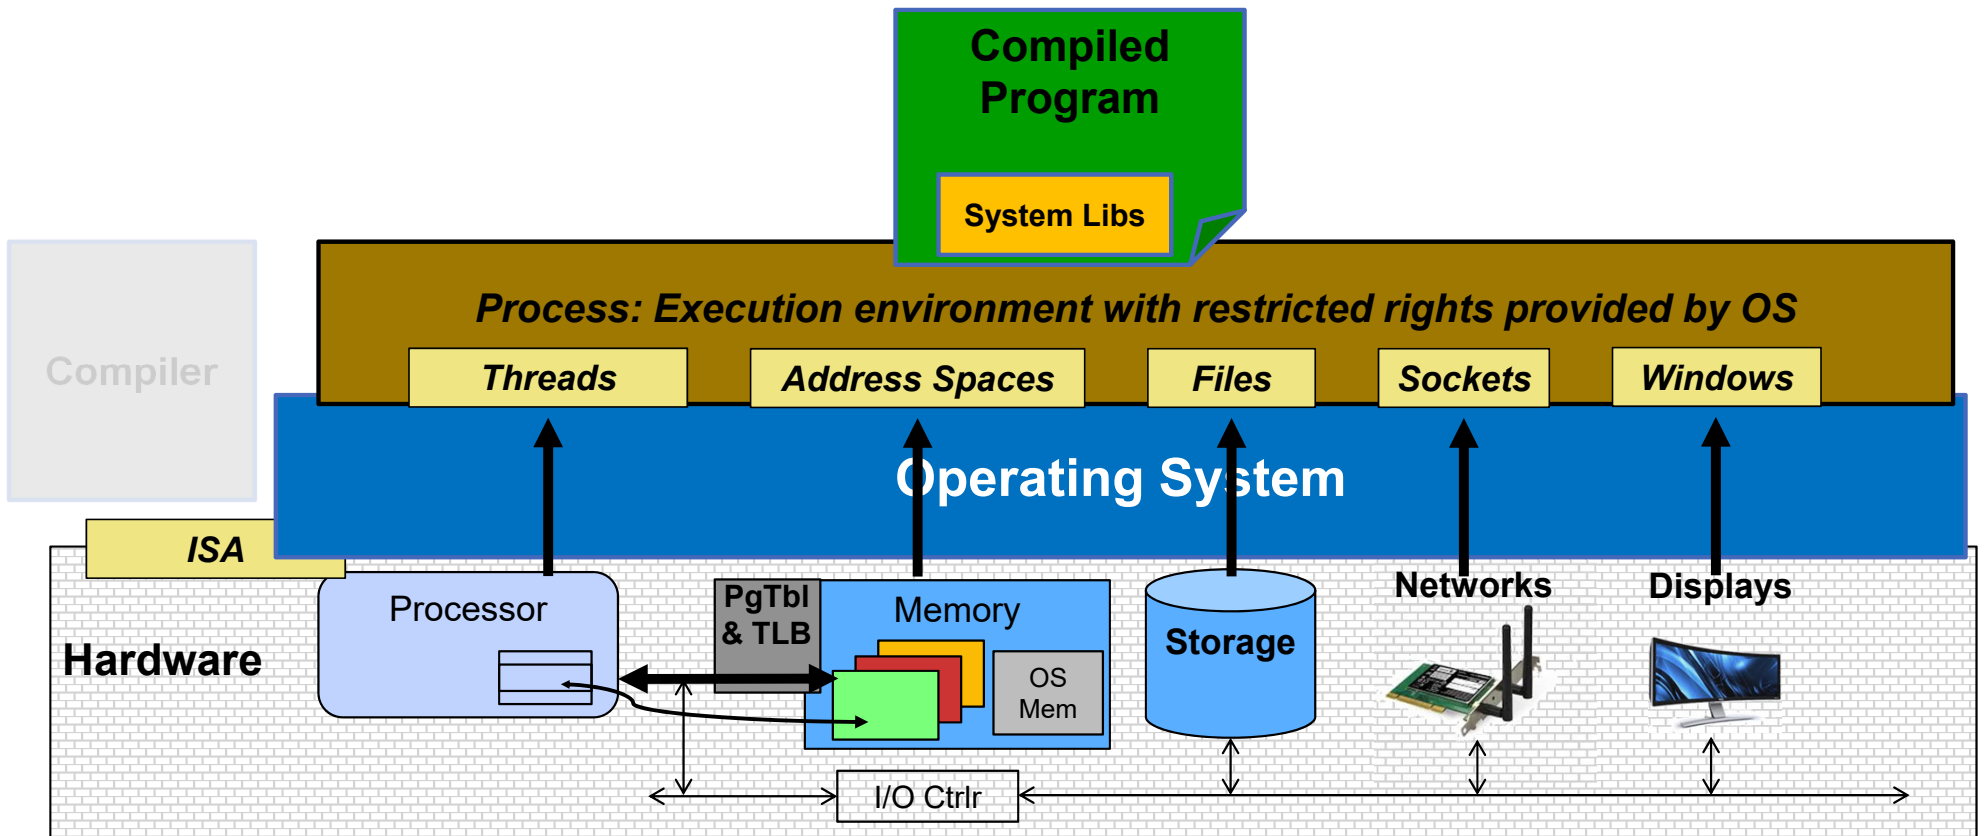 Compiled
Program
System Libs
Process: Execution environment with restricted rights provided by OS
Compiler
Threads
Address Spaces
Files
Sockets
Windows
Operating System
ISA
Hardware
Processor
PgTbl
& TLB
Memory
OS
Mem
Storage
Networks
Displays
I/O Ctrlr